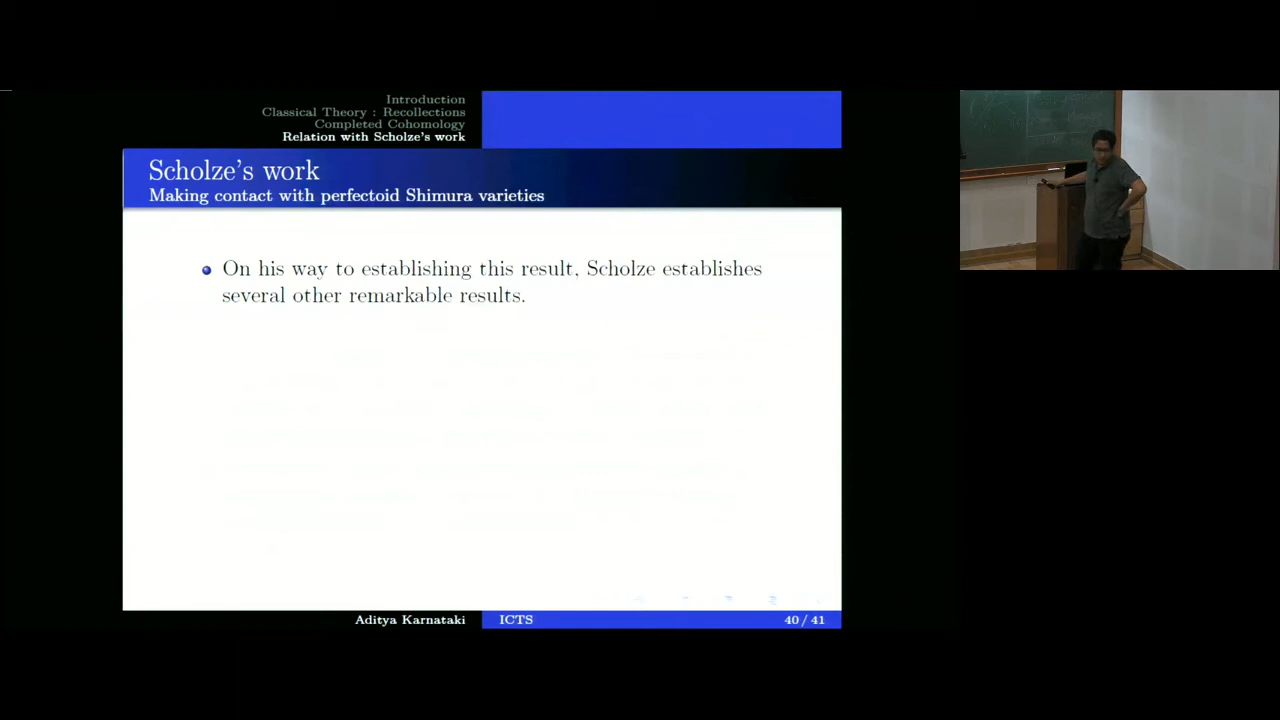 Introduction
Classical Theory : Recollections
Completed Cohomology
Relation with Scholze's work
Scholze's work
Making contact with perfectoid Shimura varieties
On his way to establishing this result, Scholze establishes
several other remarkable results.
Aditya Karnataki
ICTS
40 / 41